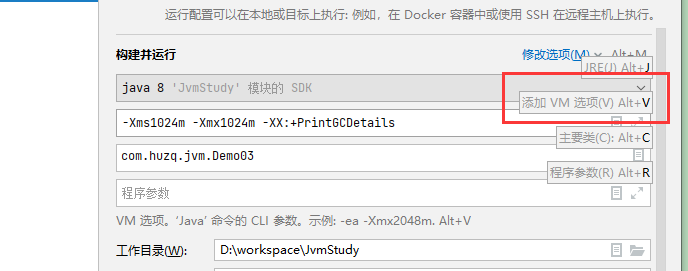 运行配置可以在本地或目标上执行: 例如，在 Docker 容器中或使用 SSH 在远程主机上执行。
构建并运行
修改选项(M) Alt+M
JRE(J) Alt+J
java 8 'JvmStudy' 模块的 SDK
添加 VM 选项(V) Alt+V
-Xms1024m -Xmx1024m -XX:+PrintGCDetails
主要类(C): Alt+C
com.huzq.jvm.Demo03
程序参数(R) Alt+R
程序参数
VM 选项。'Java' 命令的 CLI 参数。示例: -ea -Xmx2048m. Alt+V
工作目录(W):
D:\workspace\JvmStudy